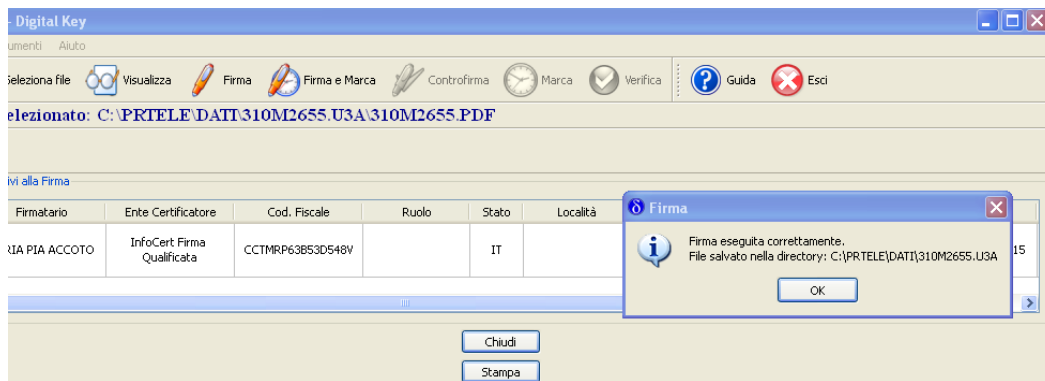 - Digital Key
umenti Aiuto
Seleziona file Visualizza Firma Firma e Marca Controfirma Marca Verifica Guida Esci
elezionato: C:\PRTELE\DATI\310M2655.U3A\310M2655.PDF
ivi alla Firma
Firmatario Ente Certificatore Cod. Fiscale Ruolo Stato Località
RIA PIA ACCOTO InfoCert Firma Qualificata CCTMRP63B53D548V IT 15
Firma
Firma eseguita correttamente.
File salvato nella directory: C:\PRTELE\DATI\310M2655.U3A
OK
Chiudi
Stampa